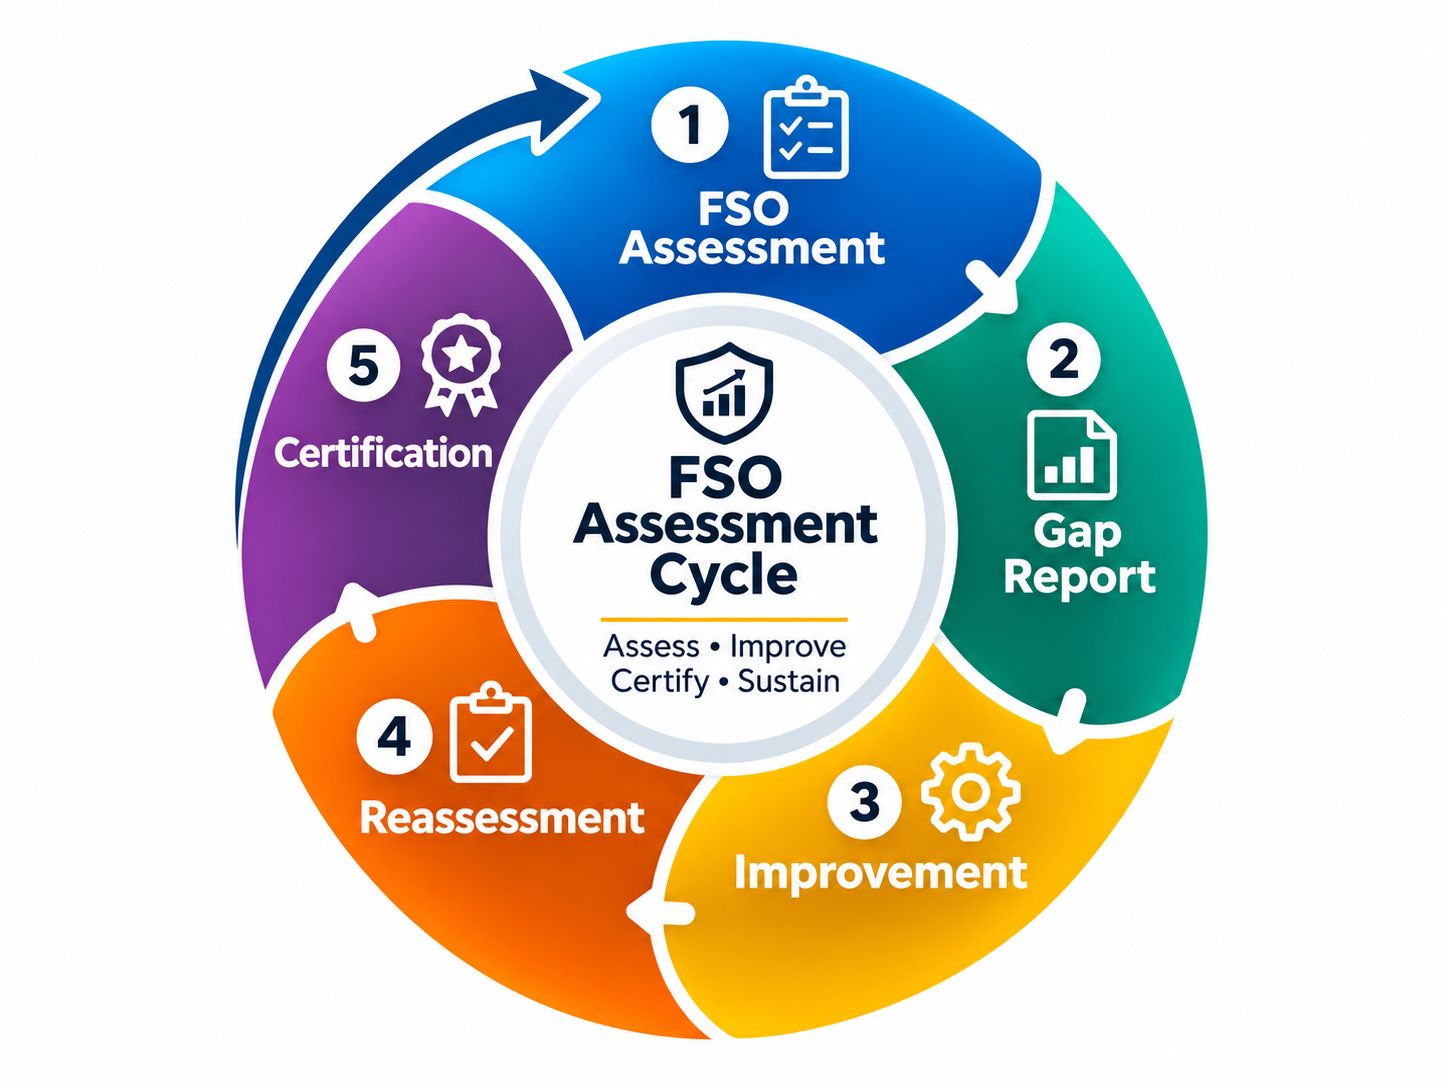 1
FSO
Assessment
2
Gap
Report
3
Improvement
4
Reassessment
5
Certification
FSO
Assessment
Cycle
Assess • Improve
Certify • Sustain